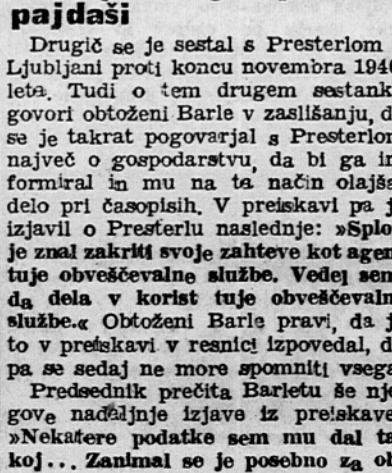 pajdaši
Drugič se je sestal s Presterlom
Ljubljani proti koncu novembra 1946
leta. Tudi o tem drugem sestank
govori obtoženi Barle v zaslišanju, d
se je takrat pogovarjal s Presterlom
največ o gospodarstvu, da bi ga in
formiral in mu na ta način olajša
delo pri časopisih. V preiskavi pa j
izjavil o Presterlu naslednje: »Splo
je znal zakriti svoje zahteve kot agen
tuje obveščevalne službe. Vedel sem
da dela v korist tuje obveščevaln
službe.« Obtoženi Barle pravi, da j
to v preiskavi v resnici izpovedal, d
pa se sedaj ne more spomniti vsega
Predsednik prečita Barletu še nje
gove nadaljnje izjave iz preiskave
»Nekatere podatke sem mu dal ta
koj... Zanimal se je posebno za ob